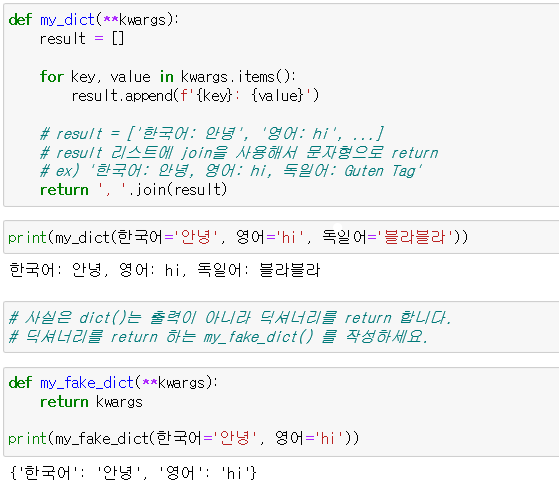 def my_dict(**kwargs):
    result = []
    for key, value in kwargs.items():
        result.append(f'{key}: {value}')
    # result = ['한국어: 안녕', '영어: hi', ...]
    # result 리스트에 join을 사용해서 문자형으로 return
    # ex) '한국어: 안녕, 영어: hi, 독일어: Guten Tag'
    return ', '.join(result)
print(my_dict(한국어='안녕', 영어='hi', 독일어='블라블라'))
한국어: 안녕, 영어: hi, 독일어: 블라블라
# 사실은 dict()는 출력이 아니라 딕셔너리를 return 합니다.
# 딕셔너리를 return 하는 my_fake_dict() 를 작성하세요.
def my_fake_dict(**kwargs):
    return kwargs
print(my_fake_dict(한국어='안녕', 영어='hi'))
{'한국어': '안녕', '영어': 'hi'}